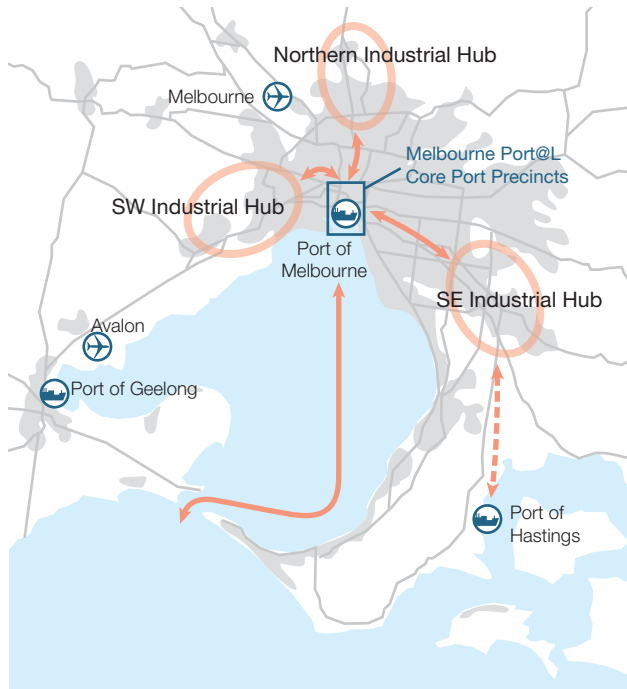 Northern Industrial Hub
Melbourne
Melbourne Port@L
Core Port Precincts
SW Industrial Hub
Port of
Melbourne
SE Industrial Hub
Avalon
Port of Geelong
Port of
Hastings